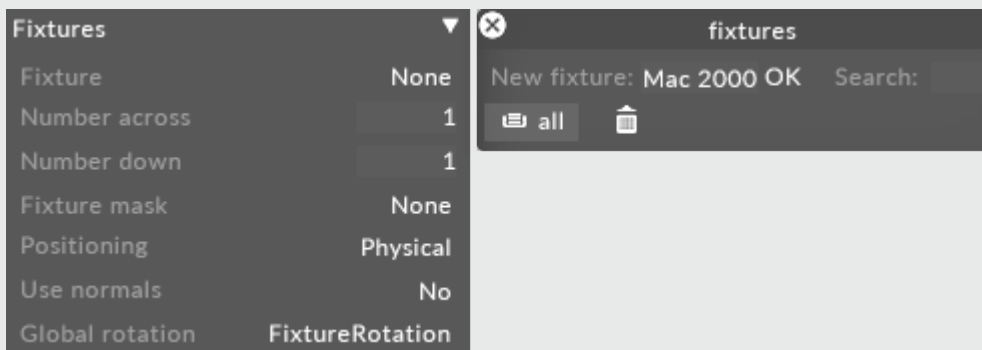 Fixtures
Fixture None
Number across 1
Number down 1
Fixture mask None
Positioning Physical
Use normals No
Global rotation FixtureRotation
fixtures
New fixture: Mac 2000 OK Search:
all